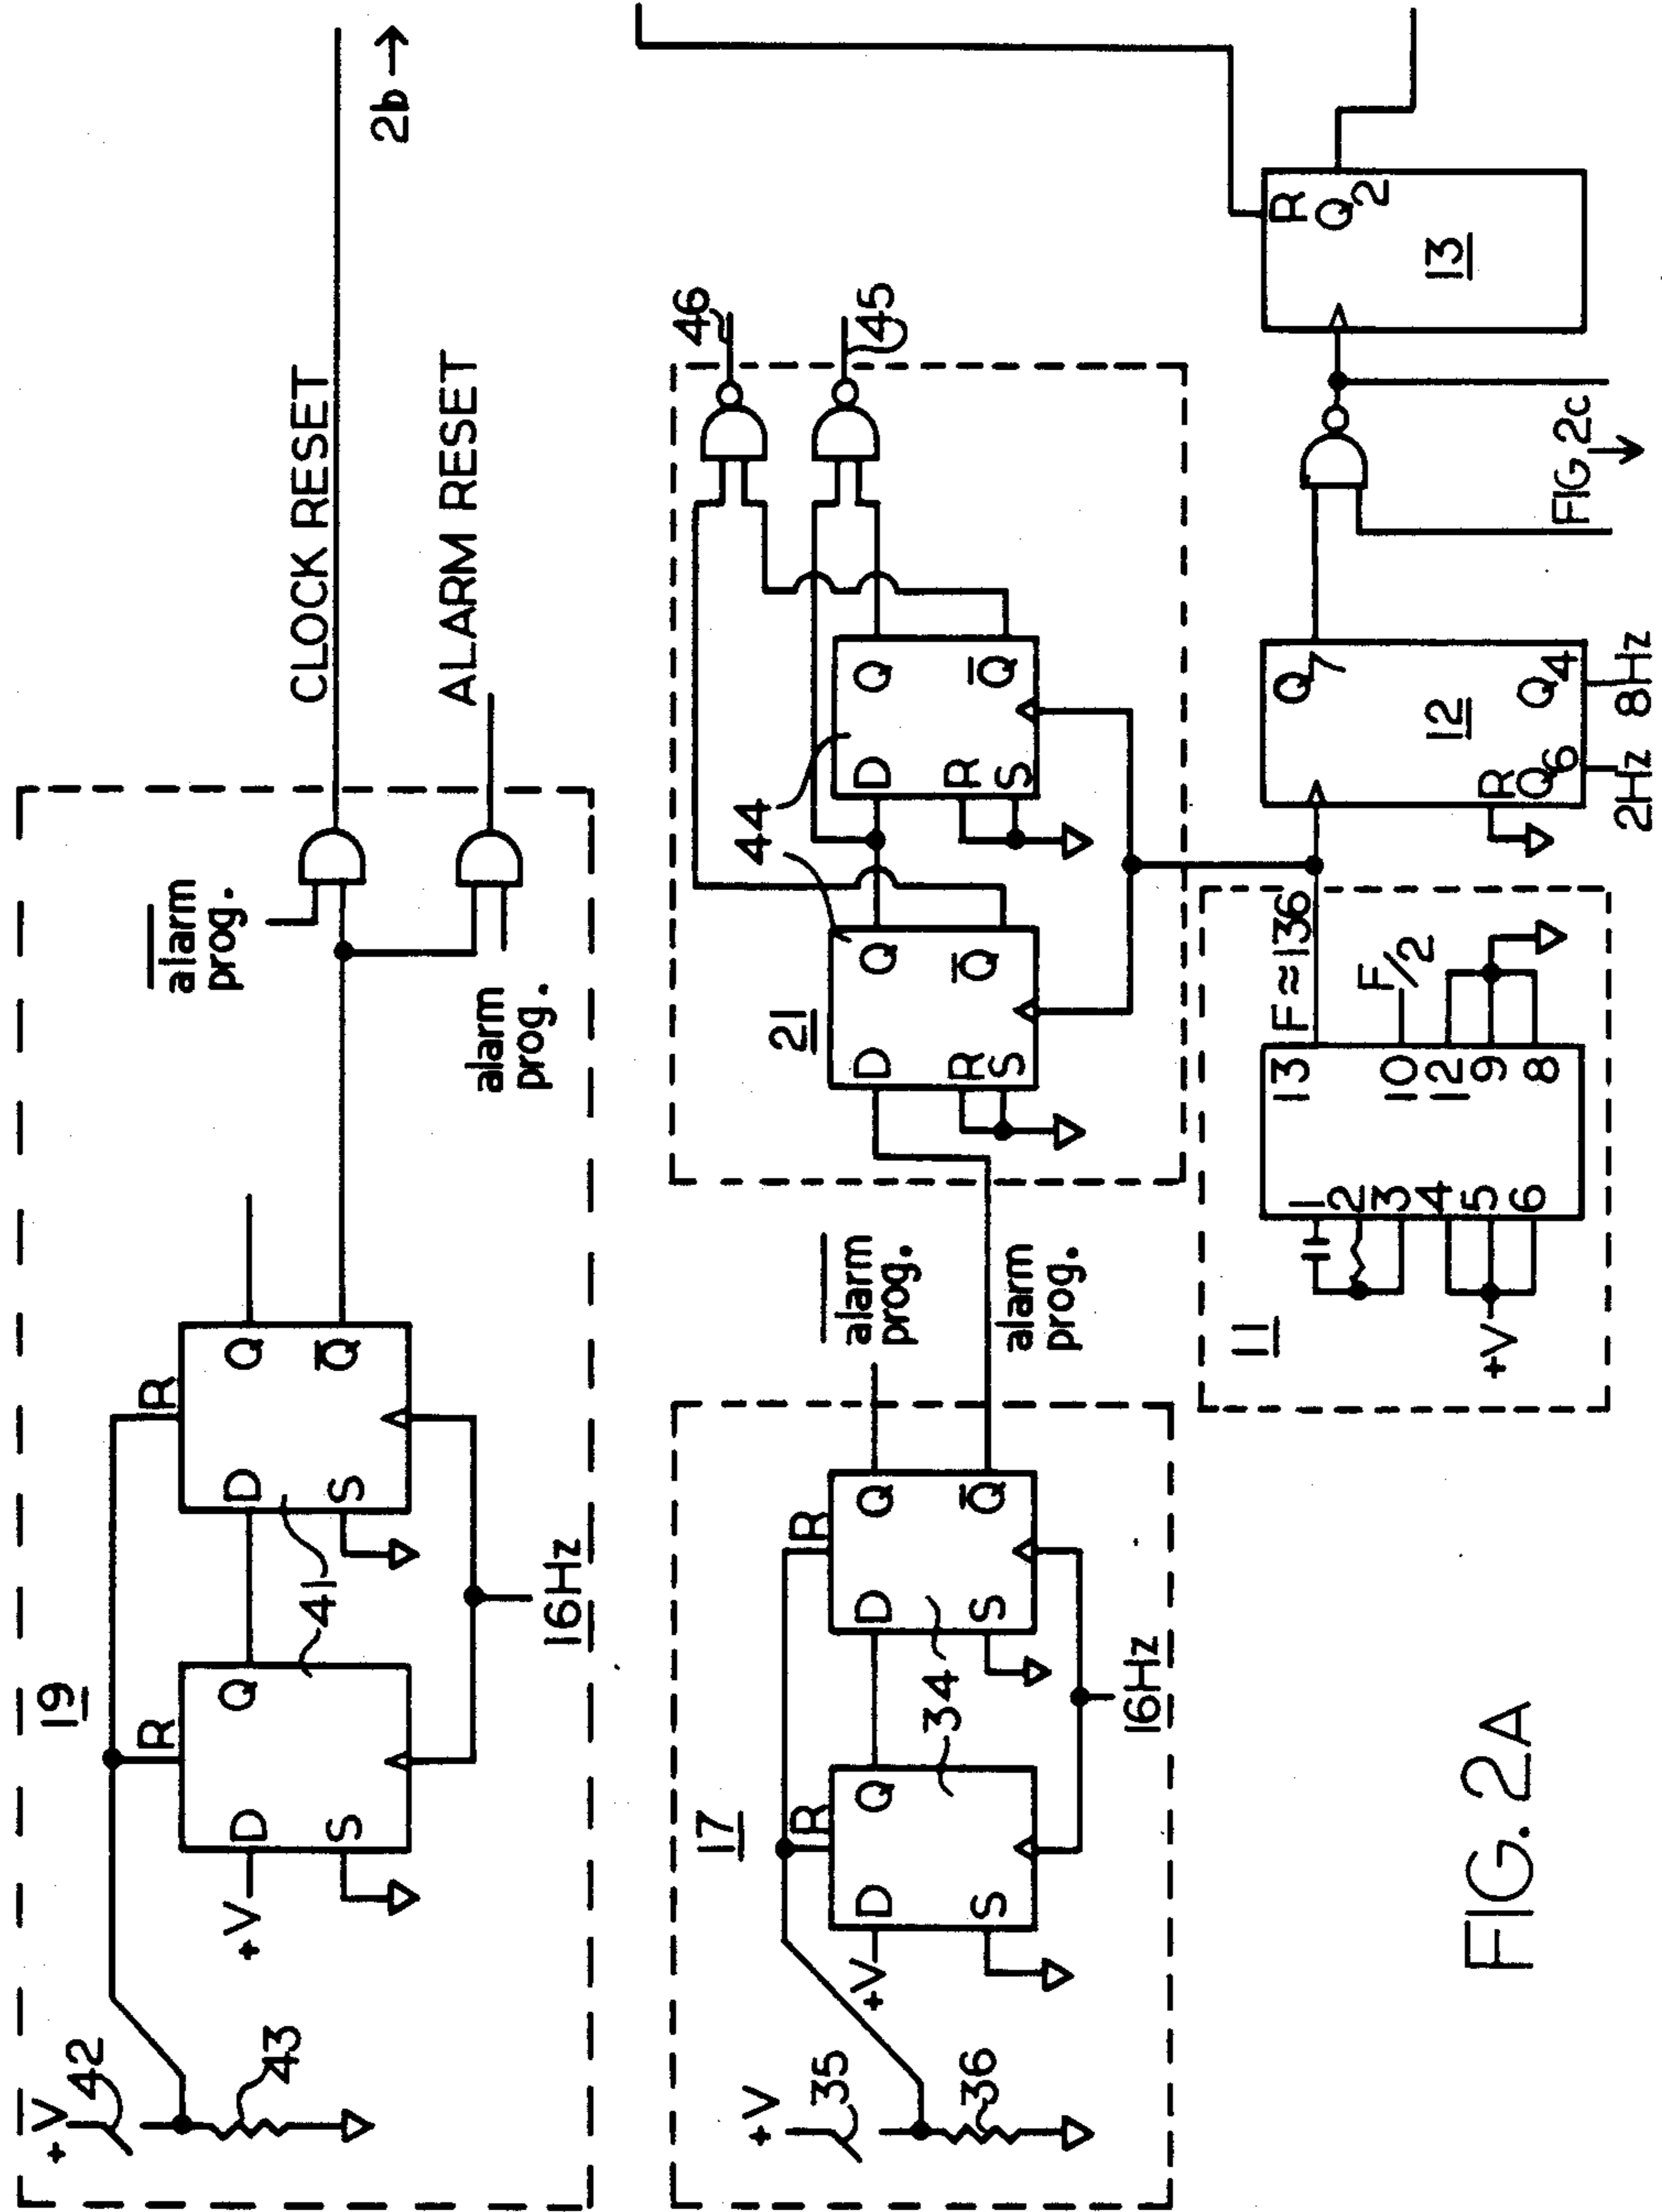 19
+V
42
43
+V
D
S
R
Q
41
D
S
R
Q
Q̅
16Hz
a̅l̅a̅r̅m̅
prog.
alarm
prog.
CLOCK RESET
ALARM RESET
2b →
17
+V
35
36
+V
D
S
R
Q
34
D
S
R
Q
Q̅
16Hz
a̅l̅a̅r̅m̅
prog.
alarm
prog.
21
D
R
S
Q
Q̅
44
D
R
S
Q
Q̅
46
45
11
+V
1
2
3
4
5
6
13
10
12
9
8
F≈136
F/2
12
R
Q7
Q6
Q4
2Hz
8Hz
FIG 2c
↓
13
R
Q2
FIG. 2A